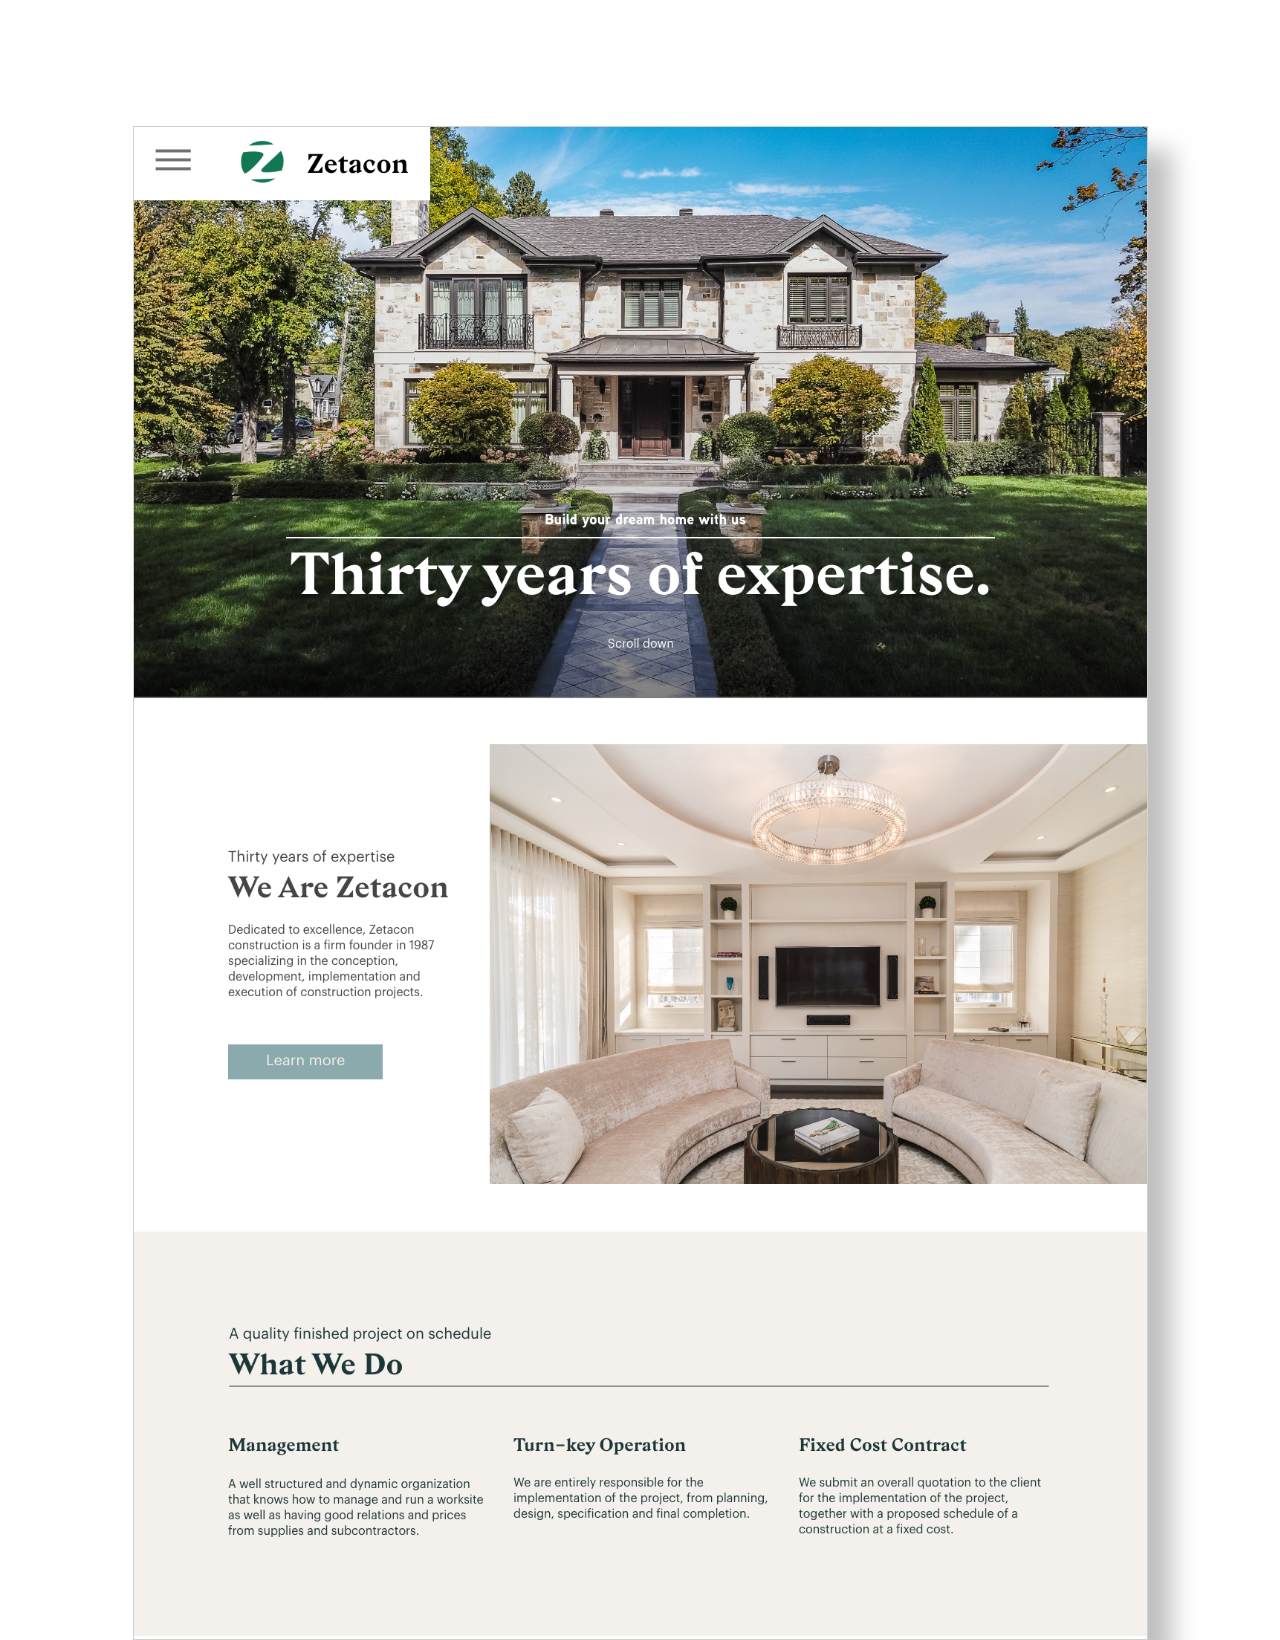 Zetacon
Build your dream home with us
Thirty years of expertise.
Scroll down
Thirty years of expertise
We Are Zetacon
Dedicated to excellence, Zetacon
construction is a firm founder in 1987
specializing in the conception,
development, implementation and
execution of construction projects.
Learn more
A quality finished project on schedule
What We Do
Management
A well structured and dynamic organization
that knows how to manage and run a worksite
as well as having good relations and prices
from supplies and subcontractors.
Turn-key Operation
We are entirely responsible for the
implementation of the project, from planning,
design, specification and final completion.
Fixed Cost Contract
We submit an overall quotation to the client
for the implementation of the project,
together with a proposed schedule of a
construction at a fixed cost.